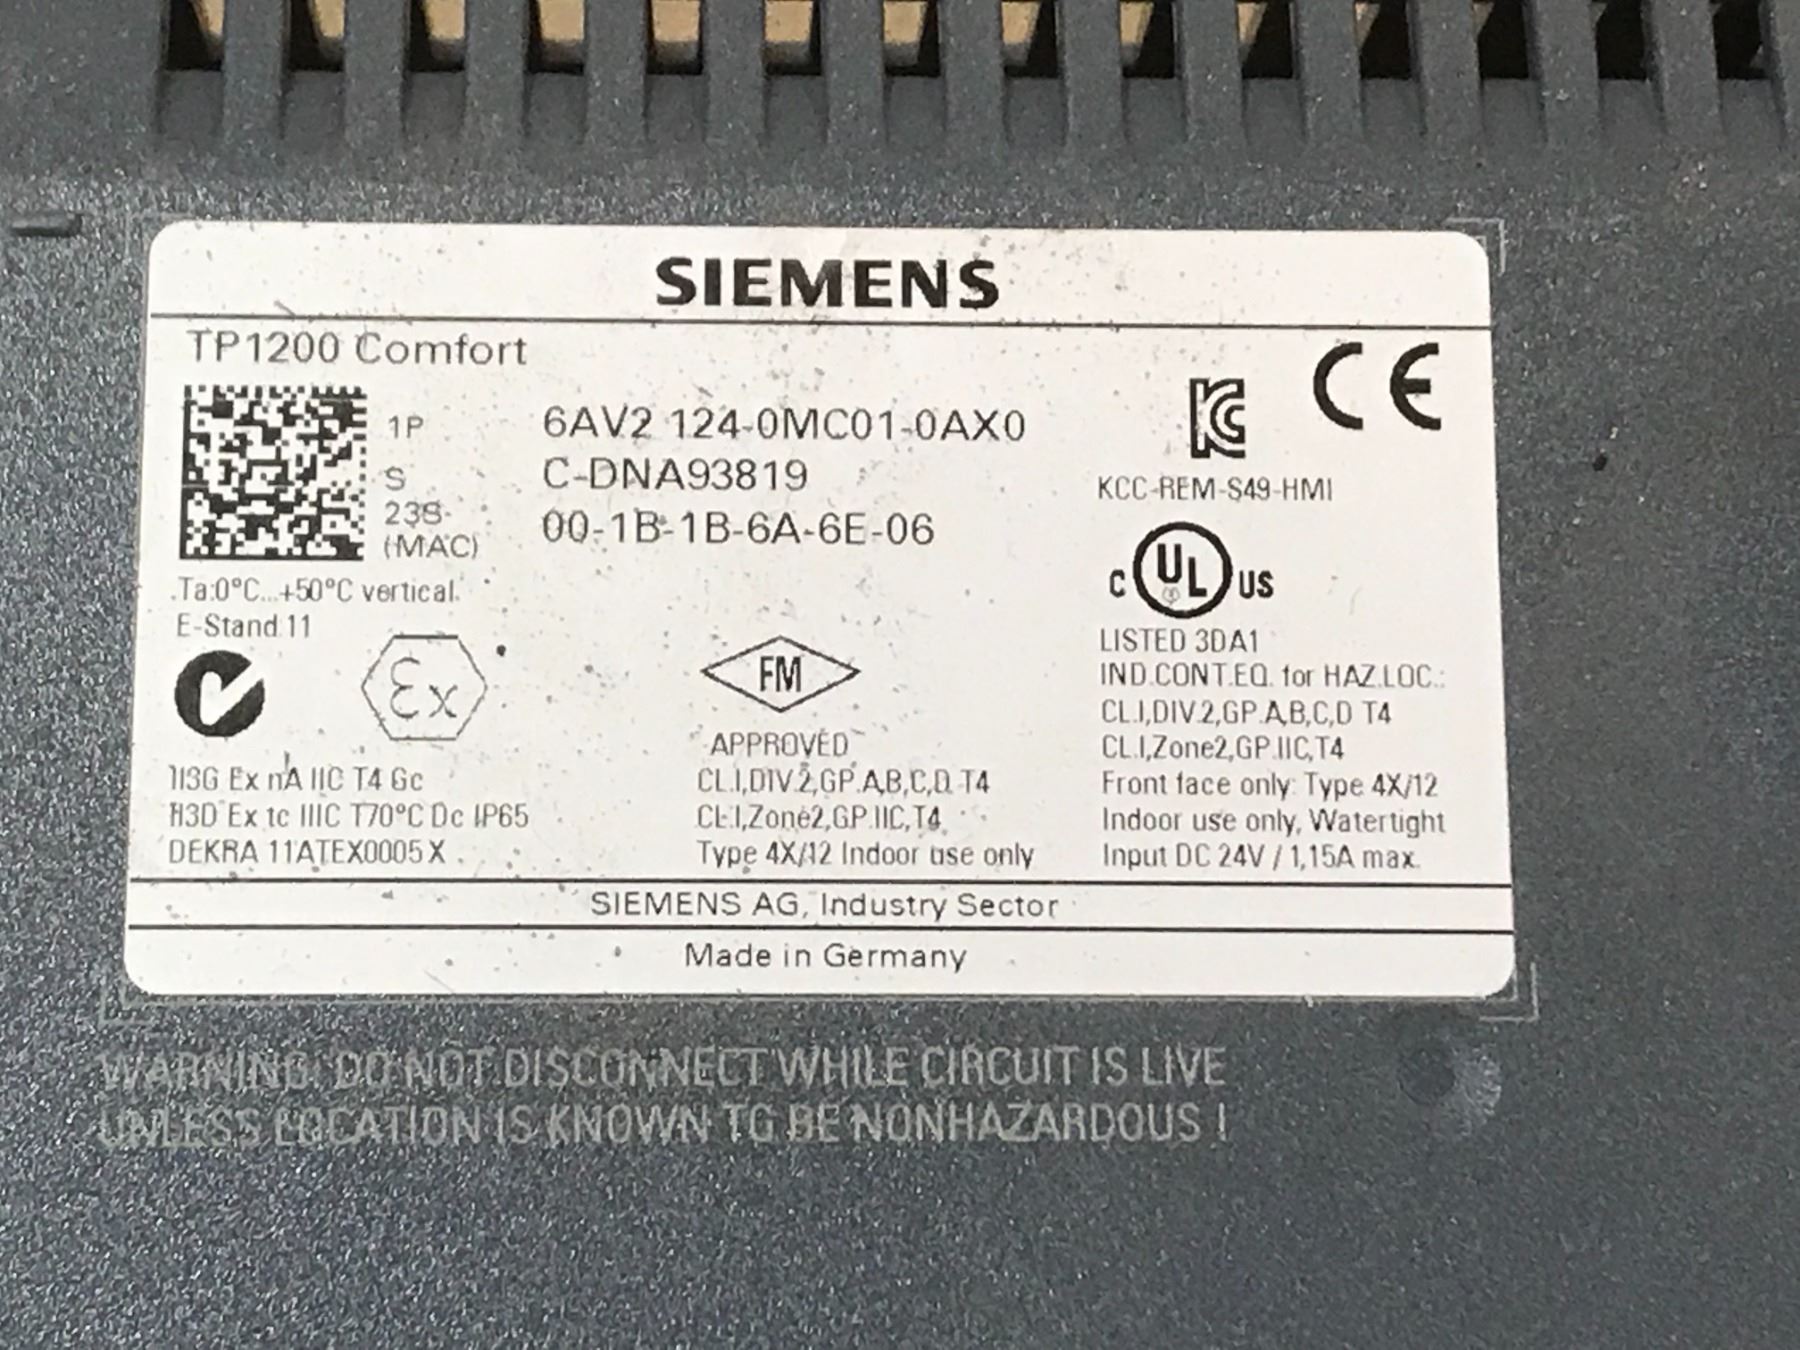 SIEMENS
TP1200 Comfort
1P 6AV2 124-0MC01-0AX0
S C-DNA93819
23S- 00-1B-1B-6A-6E-06
(MAC)
Ta:0°C...+50°C vertical
E-Stand 11
Ex
II3G Ex nA IIC T4 Gc
II3D Ex tc IIIC T70°C Dc IP65
DEKRA 11ATEX0005 X
FM
APPROVED
CL.I,DIV.2,GP.A,B,C,D T4
CL.I,Zone2,GP.IIC,T4
Type 4X/12 Indoor use only
CE
KC
KCC-REM-S49-HMI
C UL US
LISTED 3DA1
IND.CONT.EQ. for HAZ.LOC.:
CL.I,DIV.2,GP.A,B,C,D T4
CL.I,Zone2,GP.IIC,T4
Front face only: Type 4X/12
Indoor use only, Watertight
Input DC 24V / 1,15A max.
SIEMENS AG, Industry Sector
Made in Germany
WARNING: DO NOT DISCONNECT WHILE CIRCUIT IS LIVE
UNLESS LOCATION IS KNOWN TO BE NONHAZARDOUS !